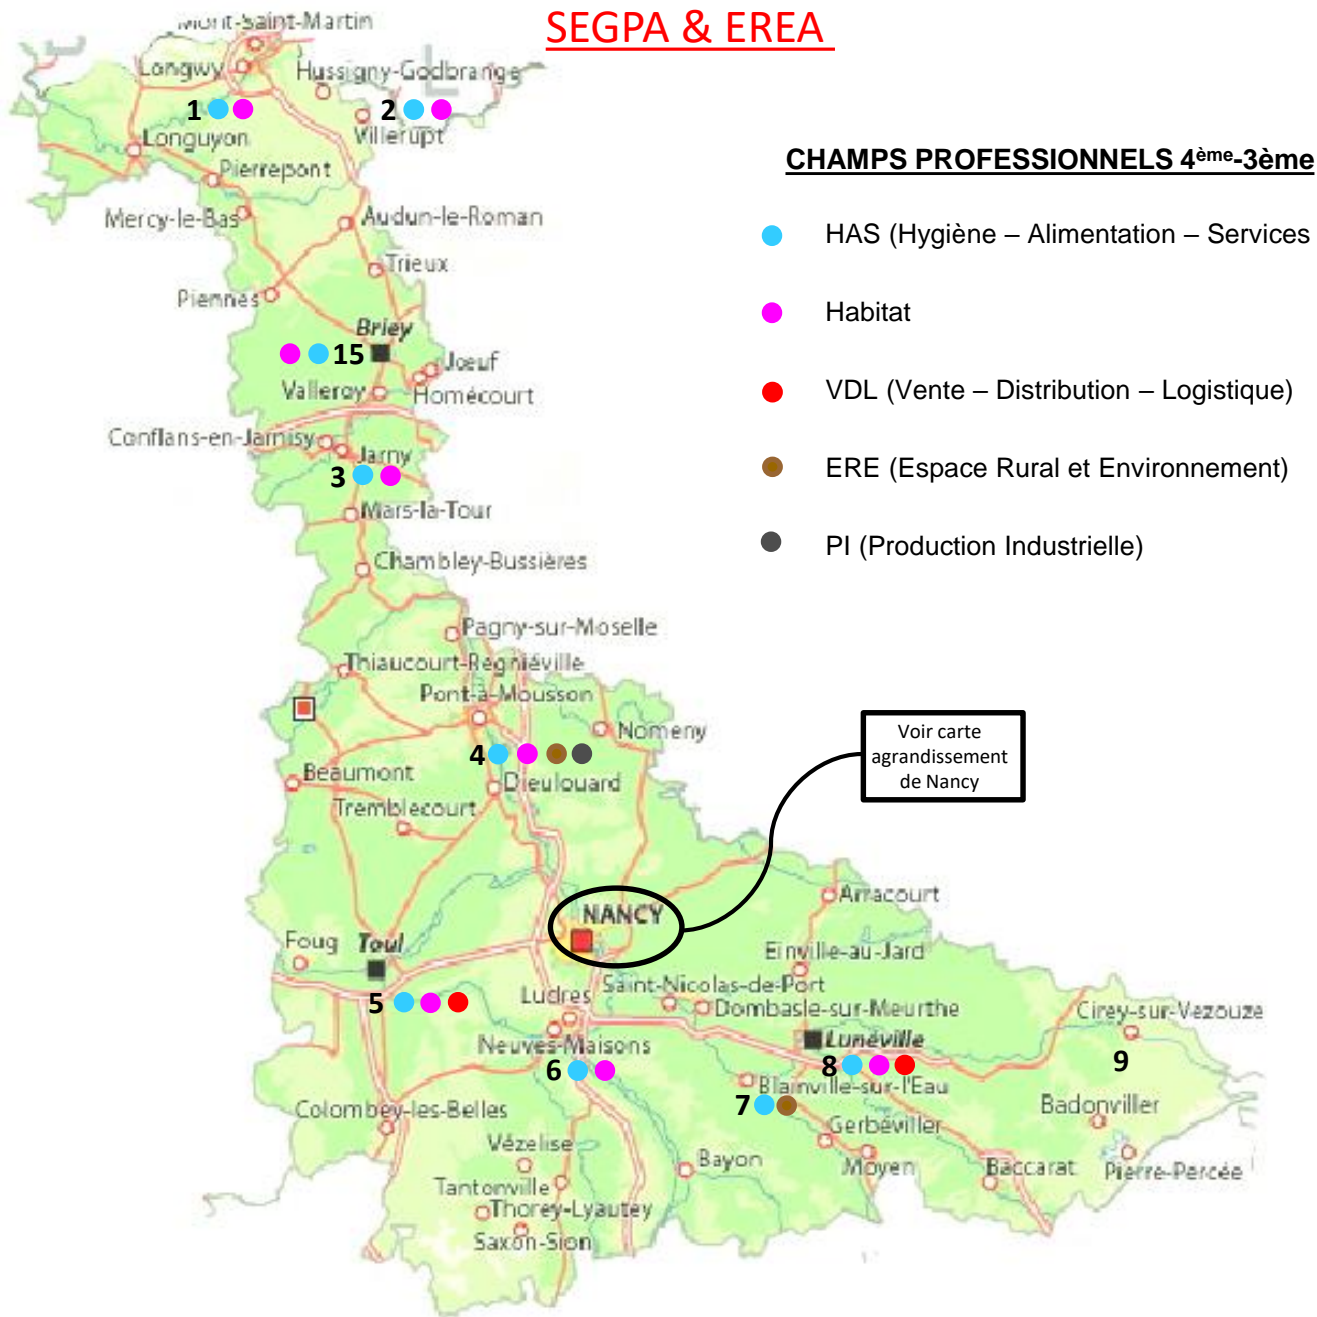 SEGPA & EREA
Mont-Saint-Martin
Longwy
Hussigny-Godbrange
1
2
Villerupt
Longuyon
Pierrepont
CHAMPS PROFESSIONNELS 4ème-3ème
Mercy-le-Bas
Audun-le-Roman
HAS (Hygiène – Alimentation – Services
Trieux
Piennes
Habitat
Briey
15
Jœuf
Valleroy
Homécourt
VDL (Vente – Distribution – Logistique)
Conflans-en-Jarnisy
Jarny
3
ERE (Espace Rural et Environnement)
Mars-la-Tour
PI (Production Industrielle)
Chambley-Bussières
Pagny-sur-Moselle
Thiaucourt-Regniéville
Pont-à-Mousson
Nomeny
Voir carte
agrandissement
de Nancy
4
Beaumont
Dieulouard
Tremblecourt
Arracourt
NANCY
Foug
Toul
Einville-au-Jard
Saint-Nicolas-de-Port
5
Ludres
Dombasle-sur-Meurthe
Cirey-sur-Vezouze
Neuves-Maisons
Lunéville
9
6
8
Blainville-sur-l'Eau
7
Colombey-les-Belles
Badonviller
Gerbéviller
Vézelise
Bayon
Moyen
Baccarat
Pierre-Percée
Tantonville
Thorey-Lyautey
Saxon-Sion